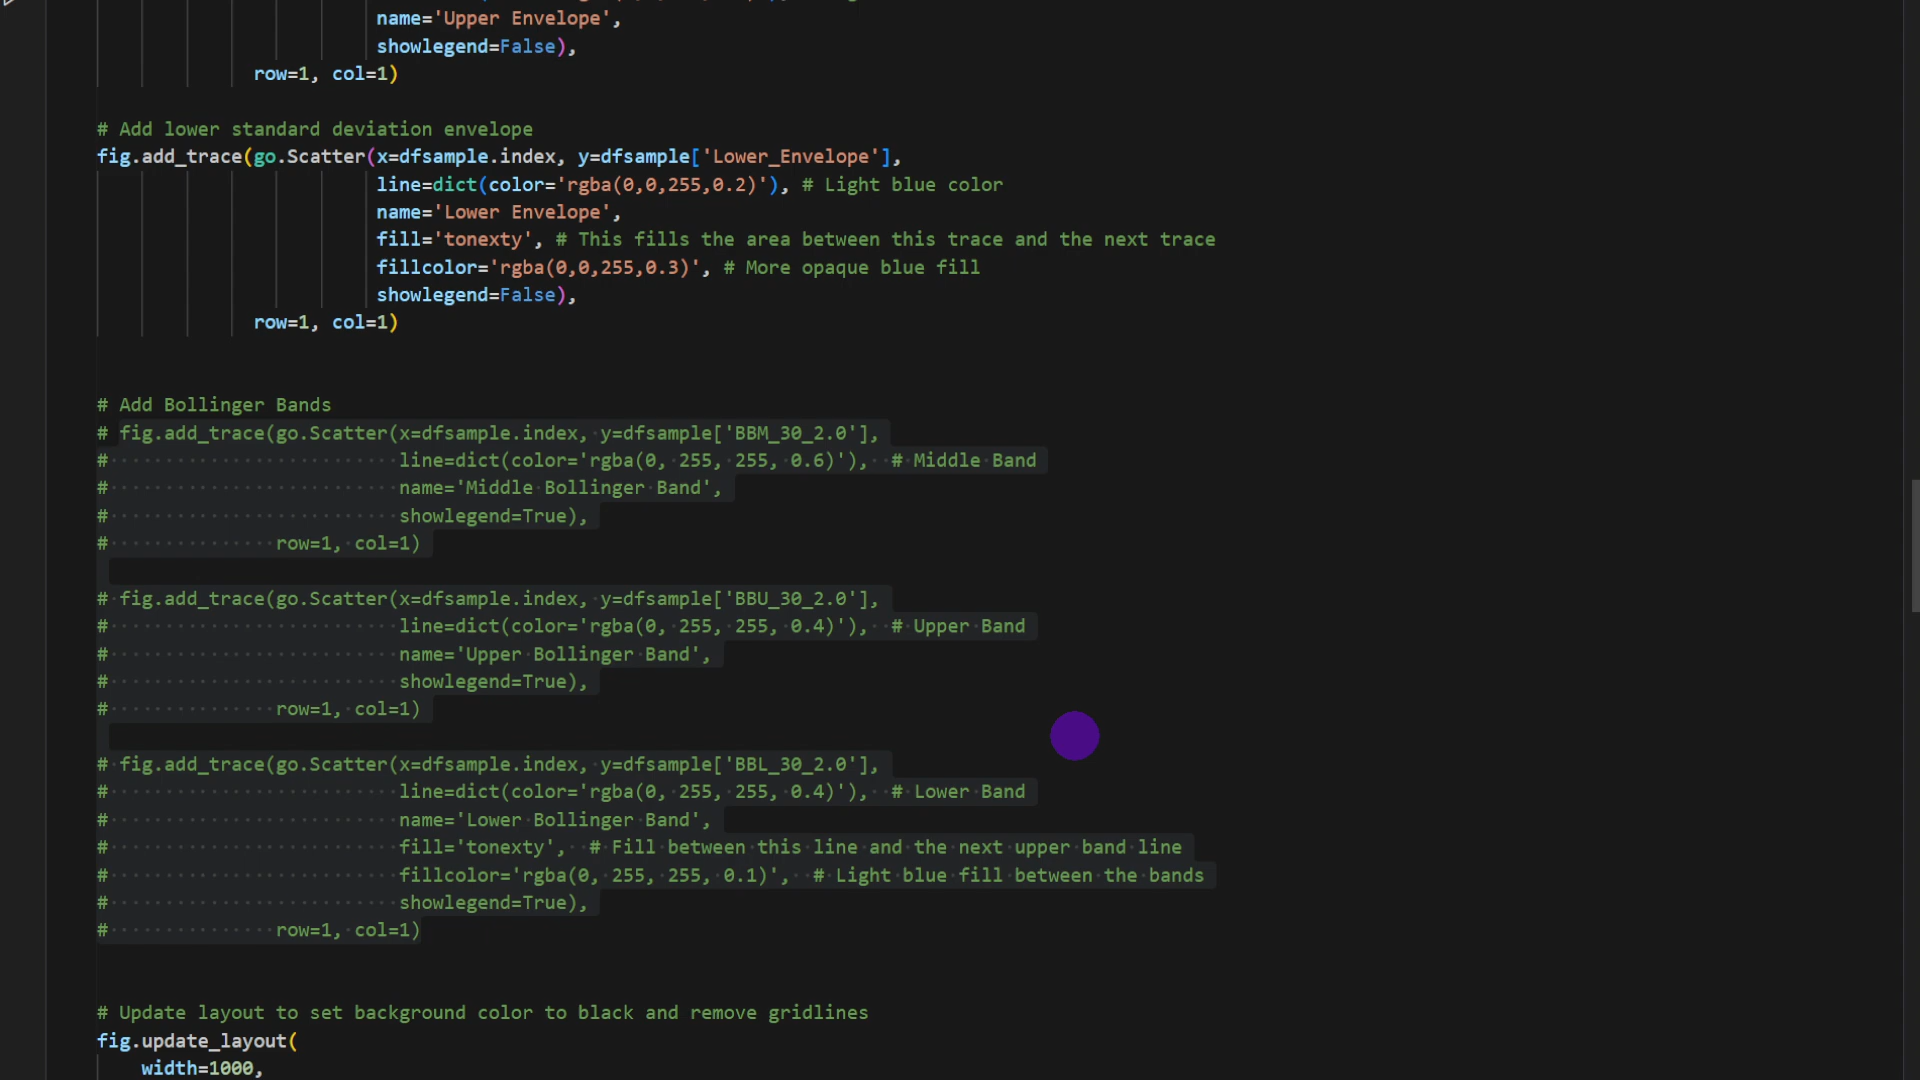 name='Upper Envelope',
showlegend=False),
row=1, col=1)
# Add lower standard deviation envelope
fig.add_trace(go.Scatter(x=dfsample.index, y=dfsample['Lower_Envelope'],
line=dict(color='rgba(0,0,255,0.2)'), # Light blue color
name='Lower Envelope',
fill='tonexty', # This fills the area between this trace and the next trace
fillcolor='rgba(0,0,255,0.3)', # More opaque blue fill
showlegend=False),
row=1, col=1)
# Add Bollinger Bands
# fig.add_trace(go.Scatter(x=dfsample.index, y=dfsample['BBM_30_2.0'],
# line=dict(color='rgba(0, 255, 255, 0.6)'), # Middle Band
# name='Middle Bollinger Band',
# showlegend=True),
# row=1, col=1)
# fig.add_trace(go.Scatter(x=dfsample.index, y=dfsample['BBU_30_2.0'],
# line=dict(color='rgba(0, 255, 255, 0.4)'), # Upper Band
# name='Upper Bollinger Band',
# showlegend=True),
# row=1, col=1)
# fig.add_trace(go.Scatter(x=dfsample.index, y=dfsample['BBL_30_2.0'],
# line=dict(color='rgba(0, 255, 255, 0.4)'), # Lower Band
# name='Lower Bollinger Band',
# fill='tonexty', # Fill between this line and the next upper band line
# fillcolor='rgba(0, 255, 255, 0.1)', # Light blue fill between the bands
# showlegend=True),
# row=1, col=1)
# Update layout to set background color to black and remove gridlines
fig.update_layout(
width=1000,